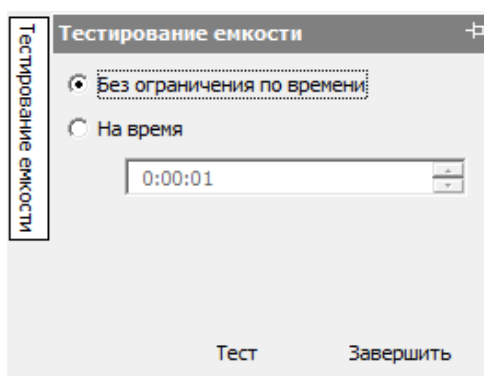 Тестирование емкости
Тестирование емкости
Без ограничения по времени
На время
0:00:01
Тест Завершить